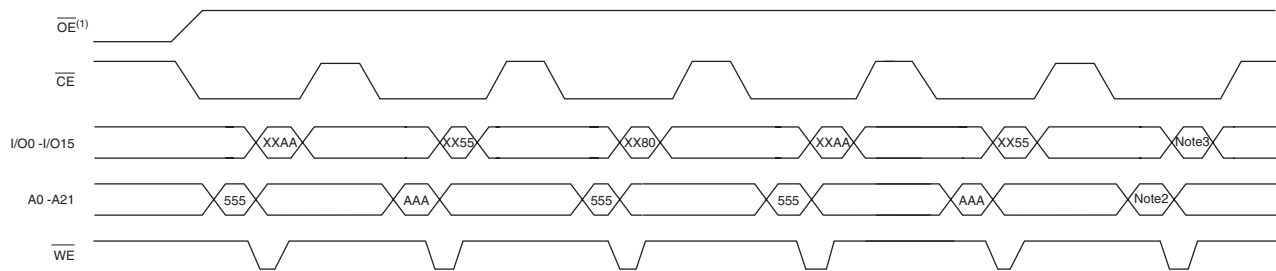 OE(1)
CE
I/O0 -I/O15 XXAA XX55 XX80 XXAA XX55 Note3
A0 -A21 555 AAA 555 555 AAA Note2
WE